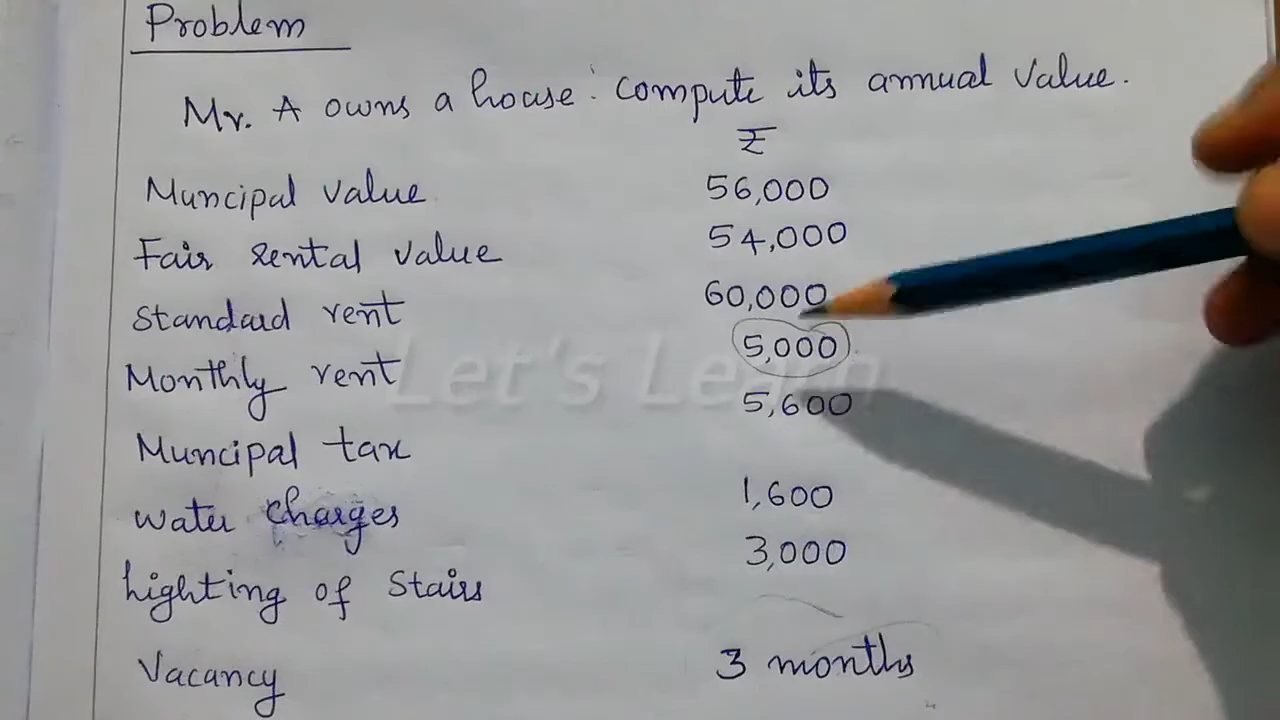 Problem
Mr. A owns a house. compute its annual value.
₹
Muncipal value 56,000
Fair rental value 54,000
Standard rent 60,000
Monthly rent 5,000
Muncipal tax 5,600
Water charges 1,600
Lighting of Stairs 3,000
Vacancy 3 months
Let's Learn